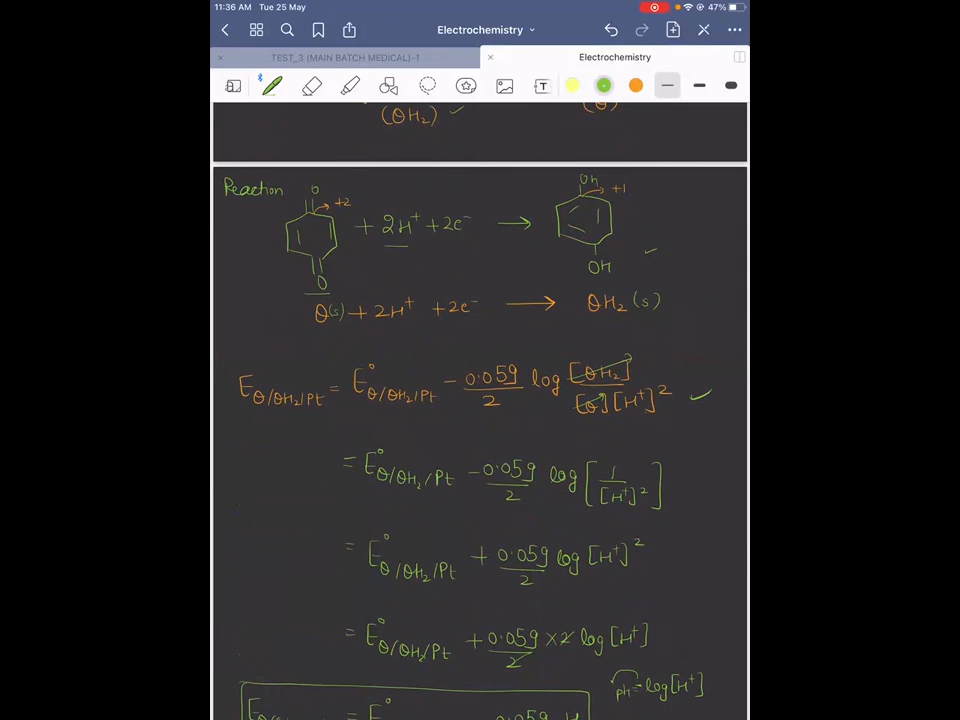 11:36 AM Tue 25 May
47%
Electrochemistry
TEST_3 (MAIN BATCH MEDICAL)-1
Electrochemistry
(QH₂) (Q)
Reaction
O +2 OH +1
+ 2H⁺ + 2e⁻ →
O OH
Q(s) + 2H⁺ + 2e⁻ → QH₂ (s)
E_Q/QH₂/Pt = E°_Q/QH₂/Pt - 0.059/2 log [QH₂]/[Q][H⁺]²
= E°_Q/QH₂/Pt - 0.059/2 log [1/[H⁺]²]
= E°_Q/QH₂/Pt + 0.059/2 log [H⁺]²
= E°_Q/QH₂/Pt + 0.059/2 × 2 log [H⁺]
pH = - log [H⁺]